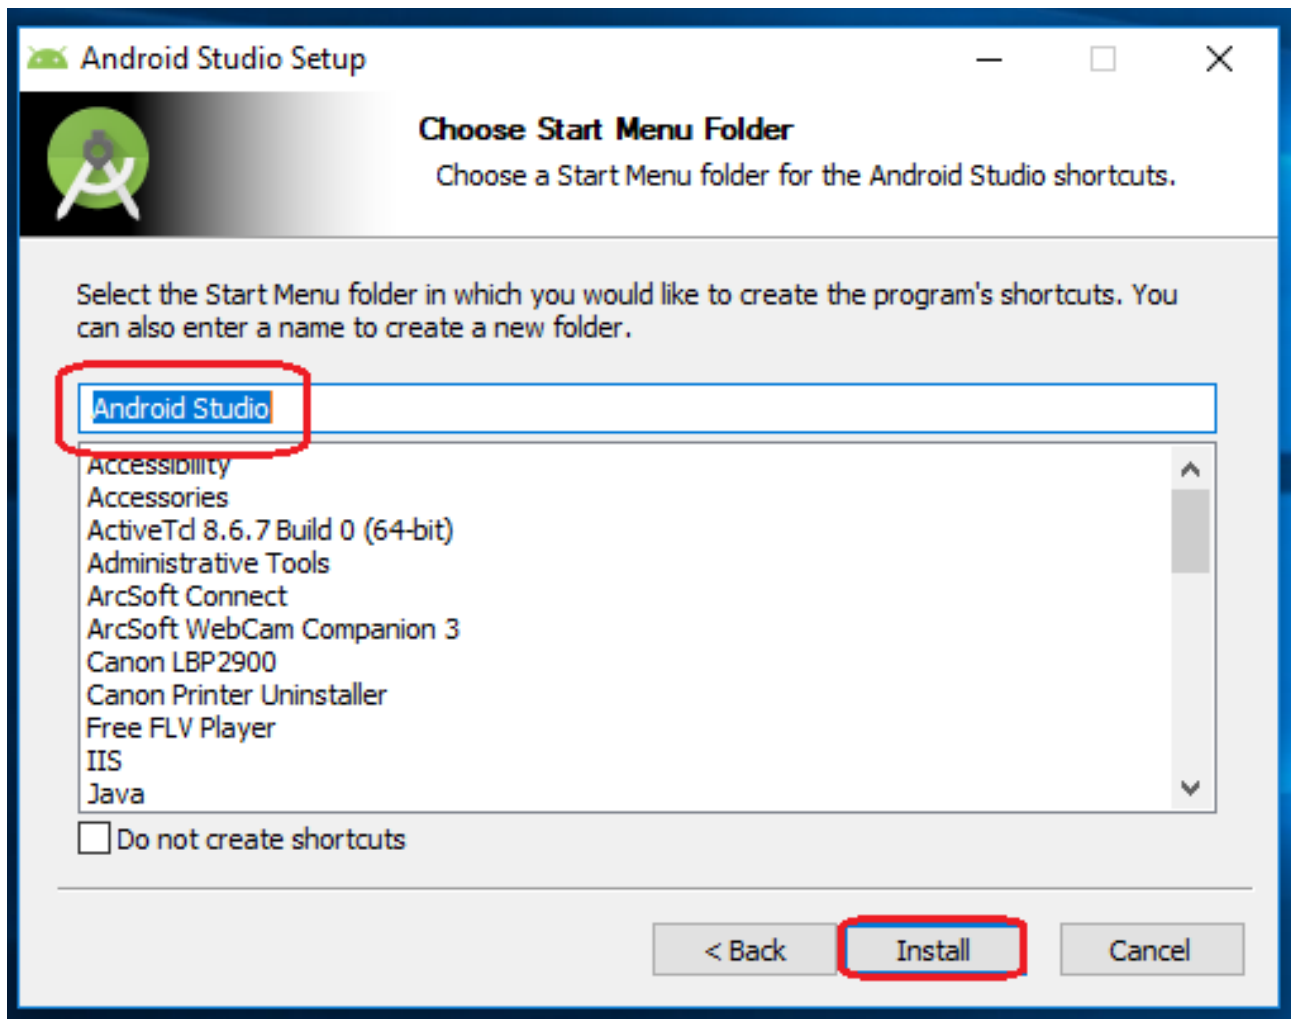 Android Studio Setup
Choose Start Menu Folder
Choose a Start Menu folder for the Android Studio shortcuts.
Select the Start Menu folder in which you would like to create the program's shortcuts. You
can also enter a name to create a new folder.
Android Studio
Accessibility
Accessories
ActiveTcl 8.6.7 Build 0 (64-bit)
Administrative Tools
ArcSoft Connect
ArcSoft WebCam Companion 3
Canon LBP2900
Canon Printer Uninstaller
Free FLV Player
IIS
Java
Do not create shortcuts
< Back Install Cancel